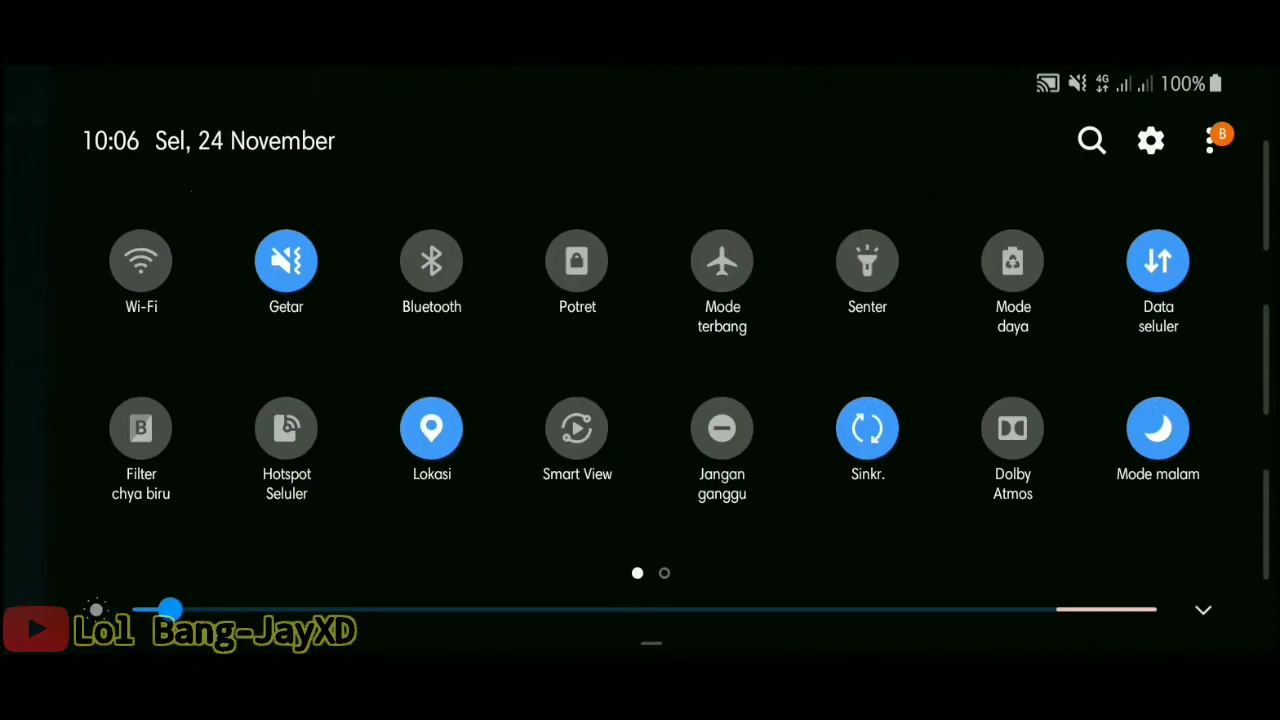 4G 100%
10:06 Sel, 24 November
B
Wi-Fi Getar Bluetooth Potret Mode terbang Senter Mode daya Data seluler
B
Filter chya biru Hotspot Seluler Lokasi Smart View Jangan ganggu Sinkr. Dolby Atmos Mode malam
Lol Bang-JayXD